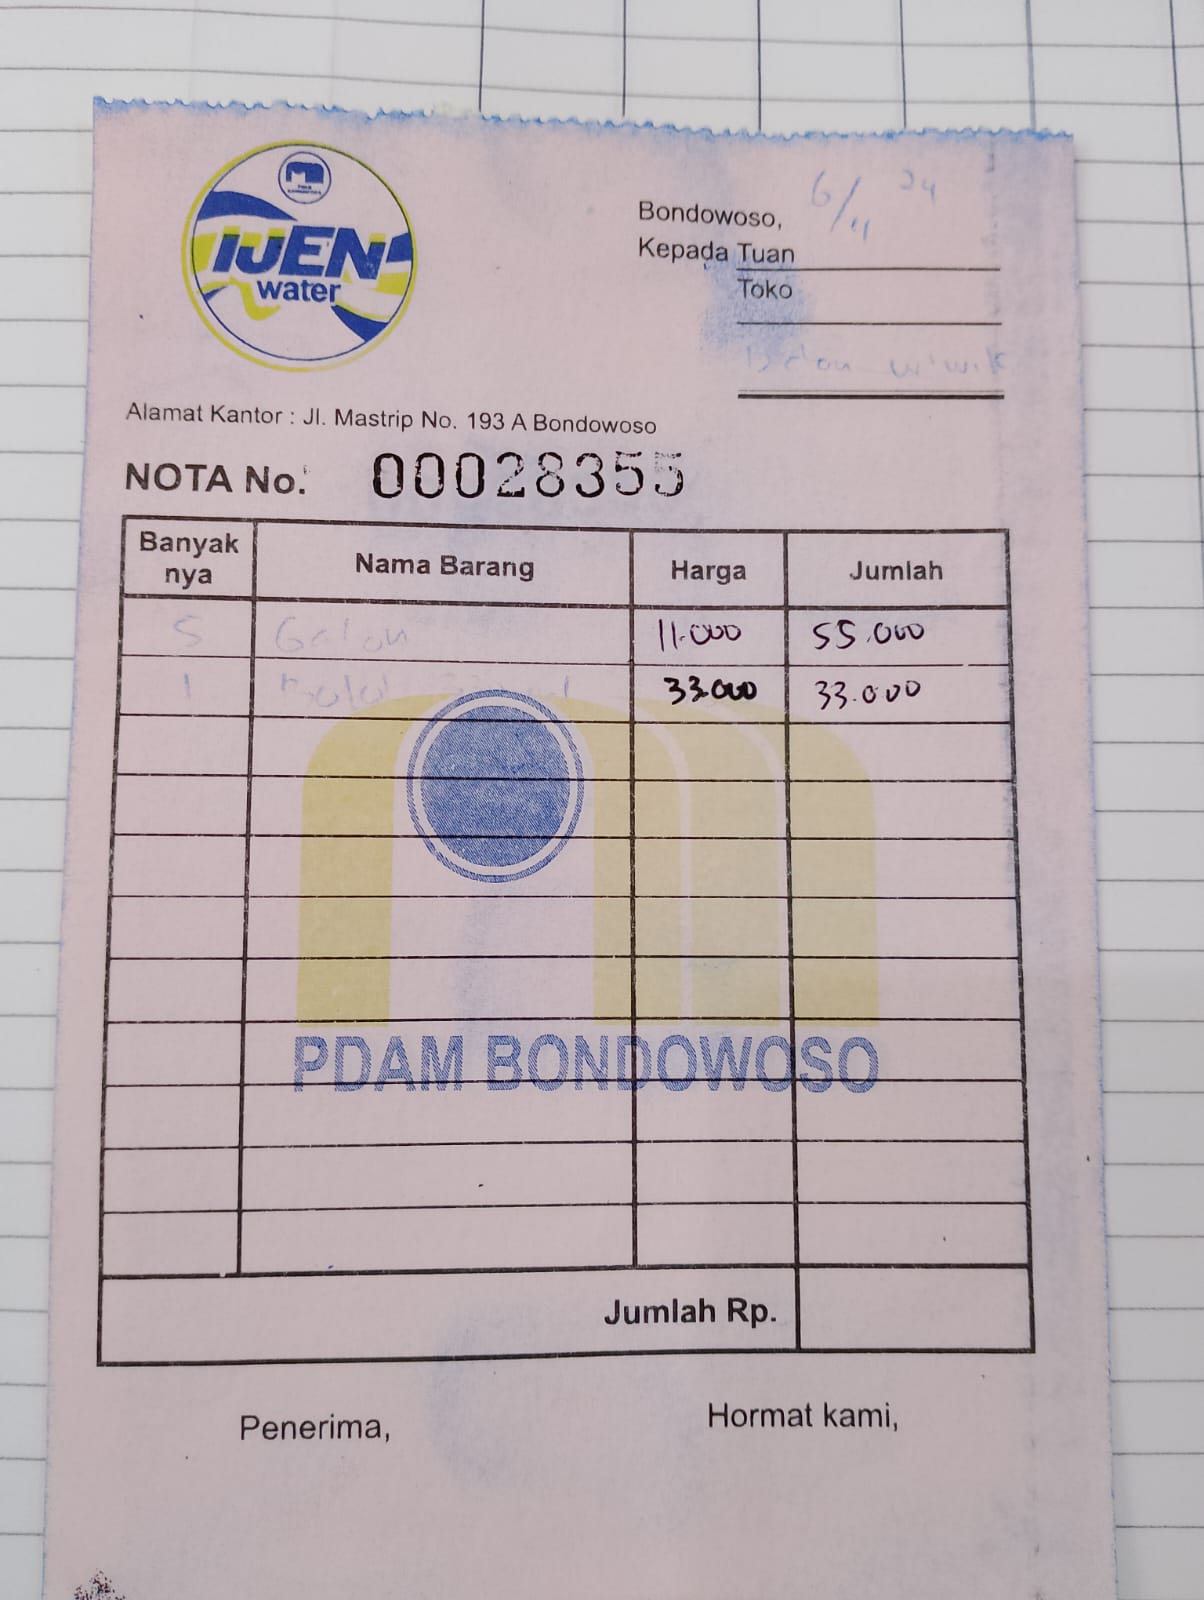 IJEN
water
Bondowoso, 6/11 24
Kepada Tuan
Toko
wiwik
Alamat Kantor : Jl. Mastrip No. 193 A Bondowoso
NOTA No. 00028355
Banyak nya Nama Barang Harga Jumlah
5 Galon 11.000 55.000
1 Botol 33.000 33.000
PDAM BONDOWOSO
Jumlah Rp.
Penerima, Hormat kami,